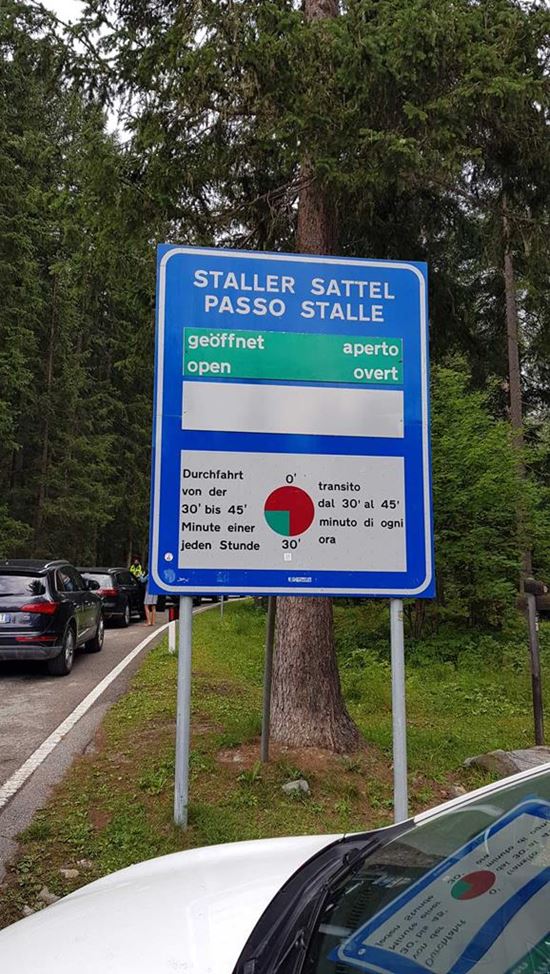 STALLER SATTEL
PASSO STALLE
geöffnet aperto
open overt
Durchfahrt
von der
30' bis 45'
Minute einer
jeden Stunde
0'
30'
transito
dal 30' al 45'
minuto di ogni
ora